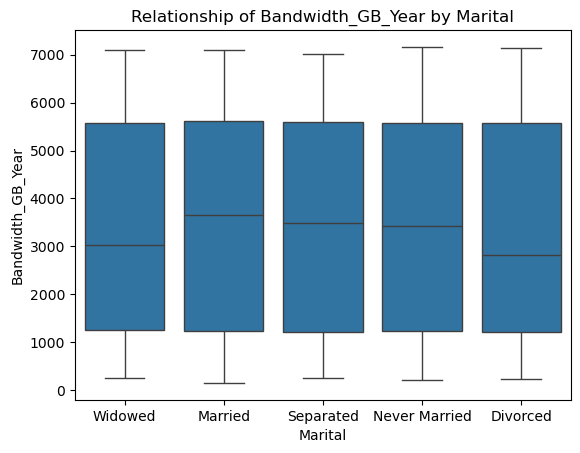 Relationship of Bandwidth_GB_Year by Marital
Bandwidth_GB_Year
7000
6000
5000
4000
3000
2000
1000
0
Widowed Married Separated Never Married Divorced
Marital